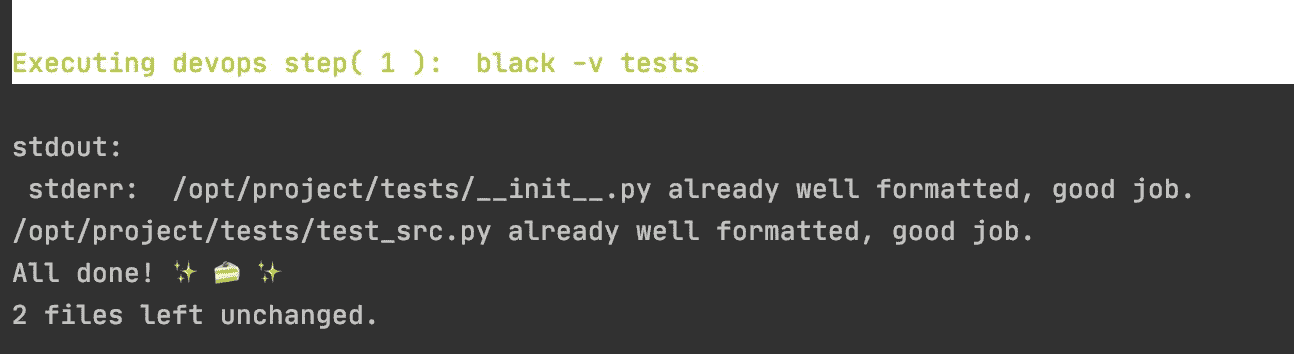 Executing devops step( 1 ):  black -v tests
stdout:
 stderr:  /opt/project/tests/__init__.py already well formatted, good job.
/opt/project/tests/test_src.py already well formatted, good job.
All done! ✨ 🍰 ✨
2 files left unchanged.